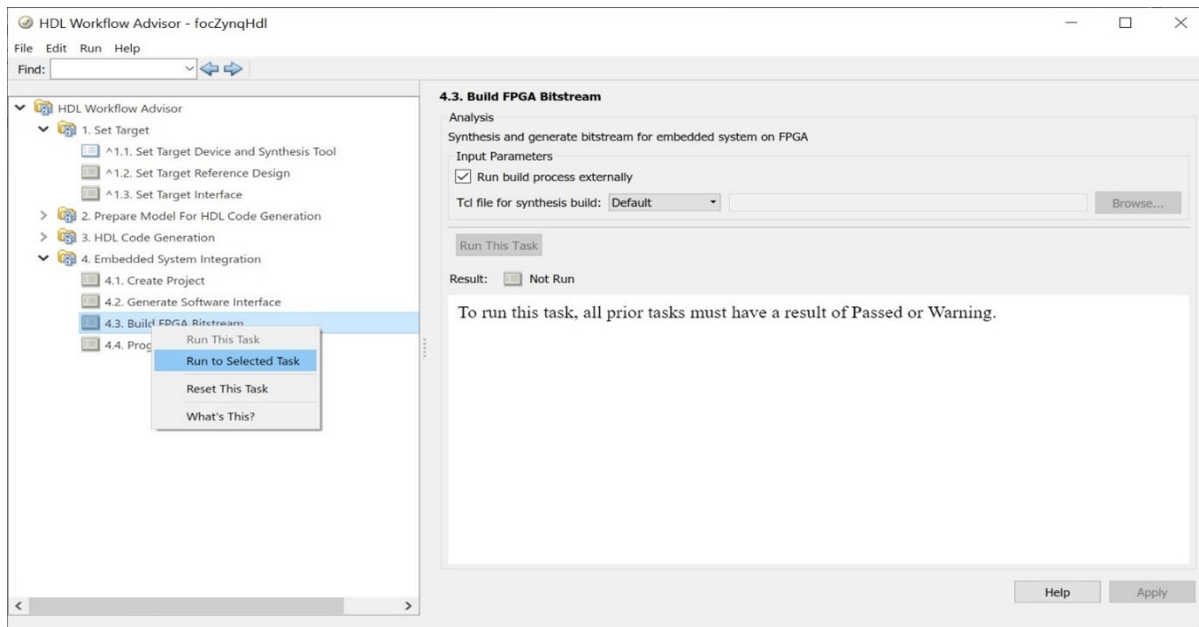 HDL Workflow Advisor - focZynqHdl
File Edit Run Help
Find:
HDL Workflow Advisor
1. Set Target
^1.1. Set Target Device and Synthesis Tool
^1.2. Set Target Reference Design
^1.3. Set Target Interface
2. Prepare Model For HDL Code Generation
3. HDL Code Generation
4. Embedded System Integration
4.1. Create Project
4.2. Generate Software Interface
4.3. Build FPGA Bitstream
4.4. Prog
Run This Task
Run to Selected Task
Reset This Task
What's This?
4.3. Build FPGA Bitstream
Analysis
Synthesis and generate bitstream for embedded system on FPGA
Input Parameters
Run build process externally
Tcl file for synthesis build: Default Browse...
Run This Task
Result: Not Run
To run this task, all prior tasks must have a result of Passed or Warning.
Help Apply